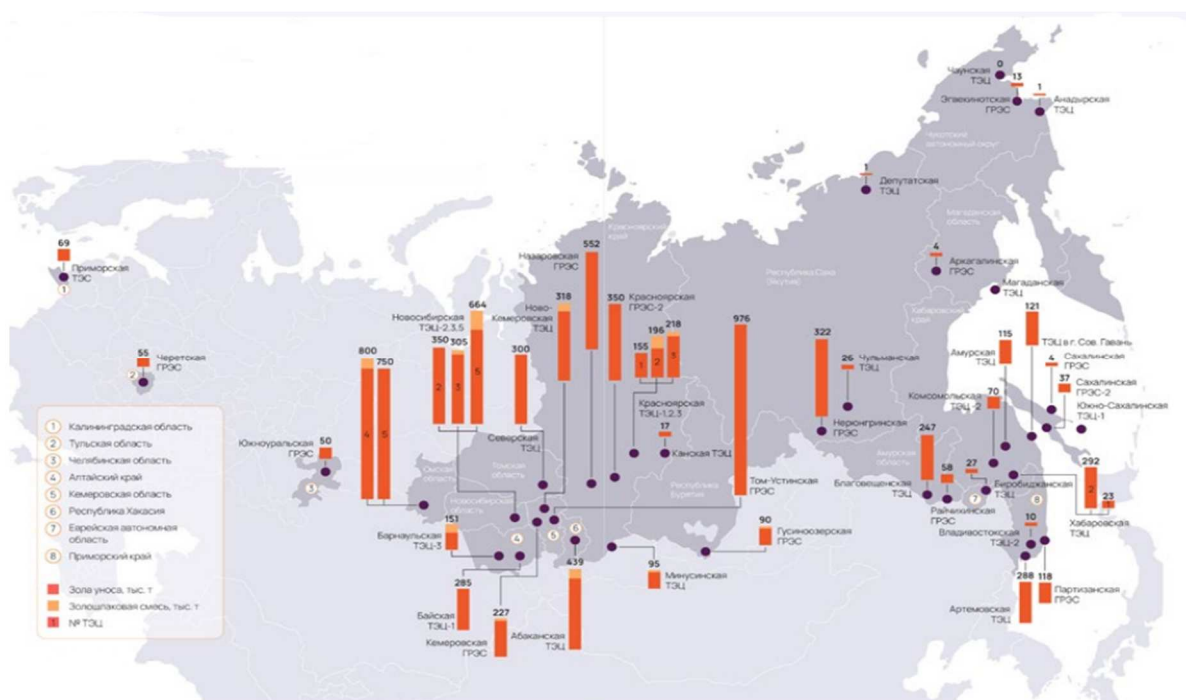 0
Чаунская
ТЭЦ
13
Эгвекинотская
ГРЭС
1
Анадырская
ТЭЦ
Чукотский
автономный округ
1
Депутатская
ТЭЦ
Магаданская
область
4
Аркагалинская
ГРЭС
Магаданская
ТЭЦ
69
Приморская
ТЭС
1
55
Черетская
ГРЭС
2
Красноярский
край
Республика Саха
(Якутия)
Хабаровский
край
Назаровская
ГРЭС
552
Ново-
Кемеровская
ТЭЦ
318
350
Красноярская
ГРЭС-2
155
196
218
1
2
3
Красноярская
ТЭЦ-1,2,3
17
Канская ТЭЦ
Новосибирская
ТЭЦ-2,3,5
350
305
664
2
3
5
300
Северская
ТЭЦ
800
750
4
5
976
Том-Устинская
ГРЭС
322
Нерюнгринская
ГРЭС
26
Чульманская
ТЭЦ
115
Амурская
ТЭЦ
121
ТЭЦ в г. Сов. Гавань
4
Сахалинская
ГРЭС
37
Сахалинская
ГРЭС-2
Южно-Сахалинская
ТЭЦ-1
70
Комсомольская
ТЭЦ-2
Южноуральская
ГРЭС
50
3
Омская
область
Томская
область
Новосибирская
область
Республика
Бурятия
Амурская
область
247
Благовещенская
ТЭЦ
58
Райчихинская
ГРЭС
27
Биробиджанская
ТЭЦ
7
8
292
2
23
Хабаровская
ТЭЦ
10
Владивостокская
ТЭЦ-2
288
Артемовская
ТЭЦ
118
Партизанская
ГРЭС
151
Барнаульская
ТЭЦ-3
4
5
6
285
Байская
ТЭЦ-1
227
Кемеровская
ГРЭС
439
Абаканская
ТЭЦ
95
Минусинская
ТЭЦ
90
Гусиноозерская
ГРЭС
1 Калининградская область
2 Тульская область
3 Челябинская область
4 Алтайский край
5 Кемеровская область
6 Республика Хакасия
7 Еврейская автономная
область
8 Приморский край
Зола уноса, тыс. т
Золошлаковая смесь, тыс. т
1 № ТЭЦ